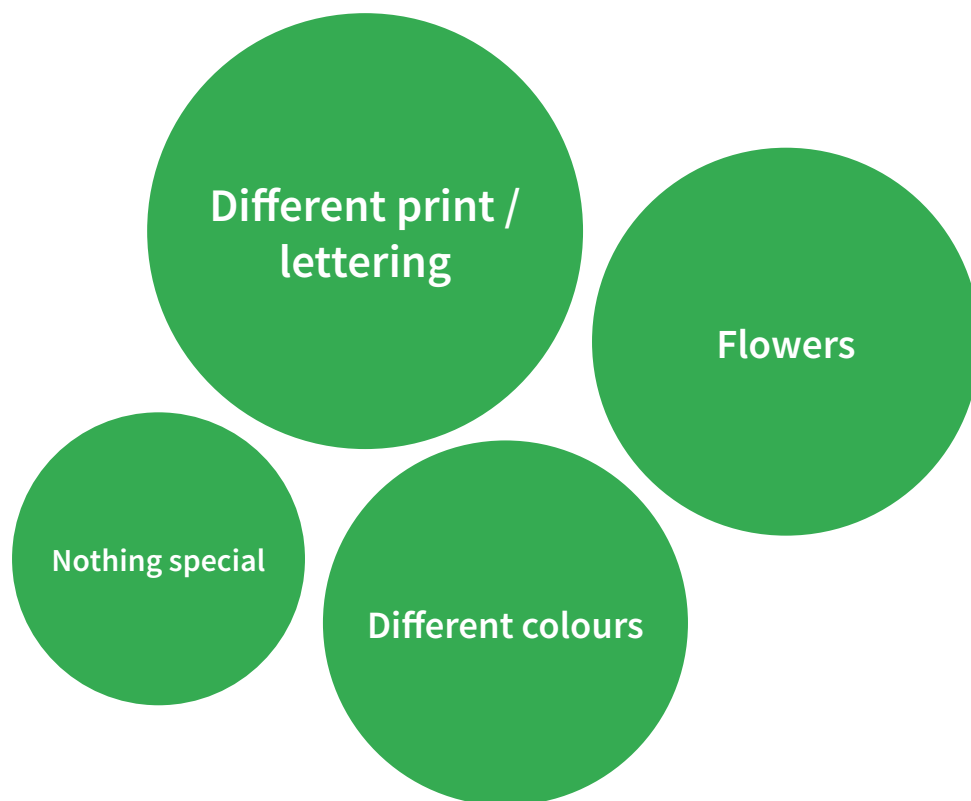 Different print /
lettering
Flowers
Nothing special
Different colours